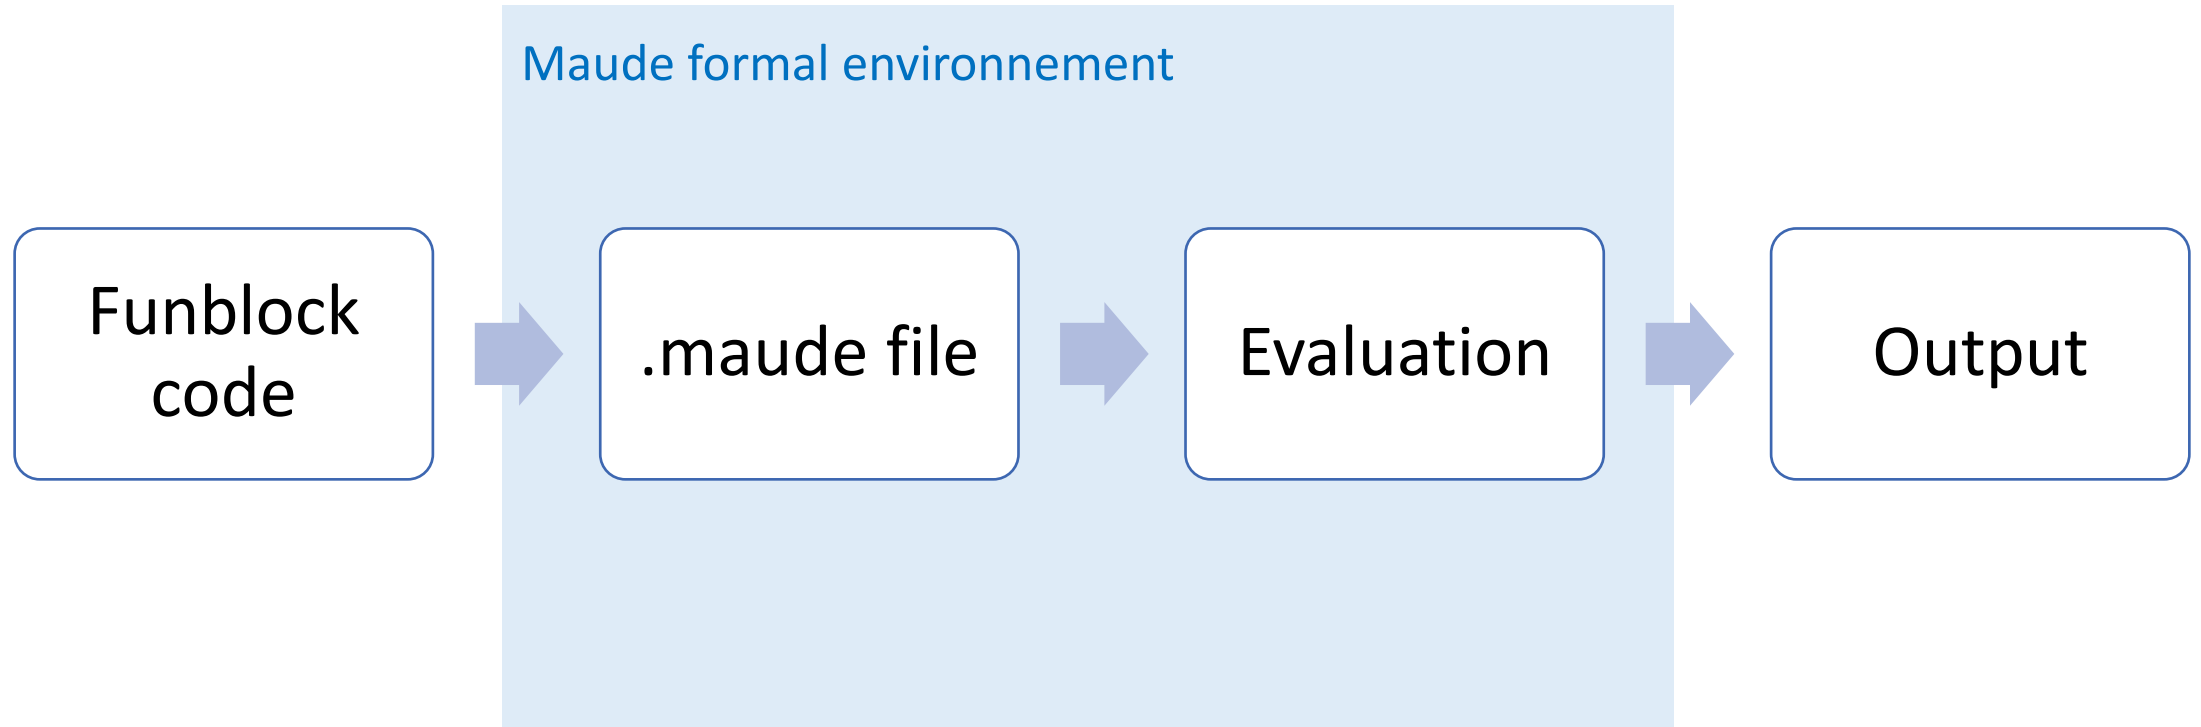 Maude formal environnement
Funblock
code
.maude file
Evaluation
Output